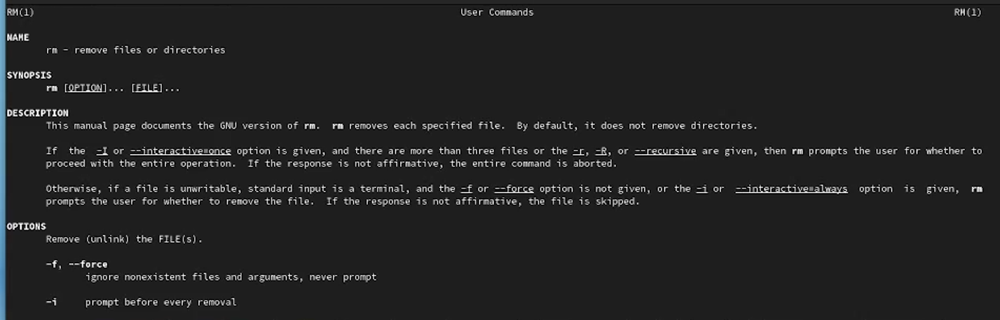 RM(1) User Commands RM(1)
NAME
rm - remove files or directories
SYNOPSIS
rm [OPTION]... [FILE]...
DESCRIPTION
This manual page documents the GNU version of rm. rm removes each specified file. By default, it does not remove directories.
If the -I or --interactive=once option is given, and there are more than three files or the -r, -R, or --recursive are given, then rm prompts the user for whether to
proceed with the entire operation. If the response is not affirmative, the entire command is aborted.
Otherwise, if a file is unwritable, standard input is a terminal, and the -f or --force option is not given, or the -i or --interactive=always option is given, rm
prompts the user for whether to remove the file. If the response is not affirmative, the file is skipped.
OPTIONS
Remove (unlink) the FILE(s).
-f, --force
ignore nonexistent files and arguments, never prompt
-i prompt before every removal